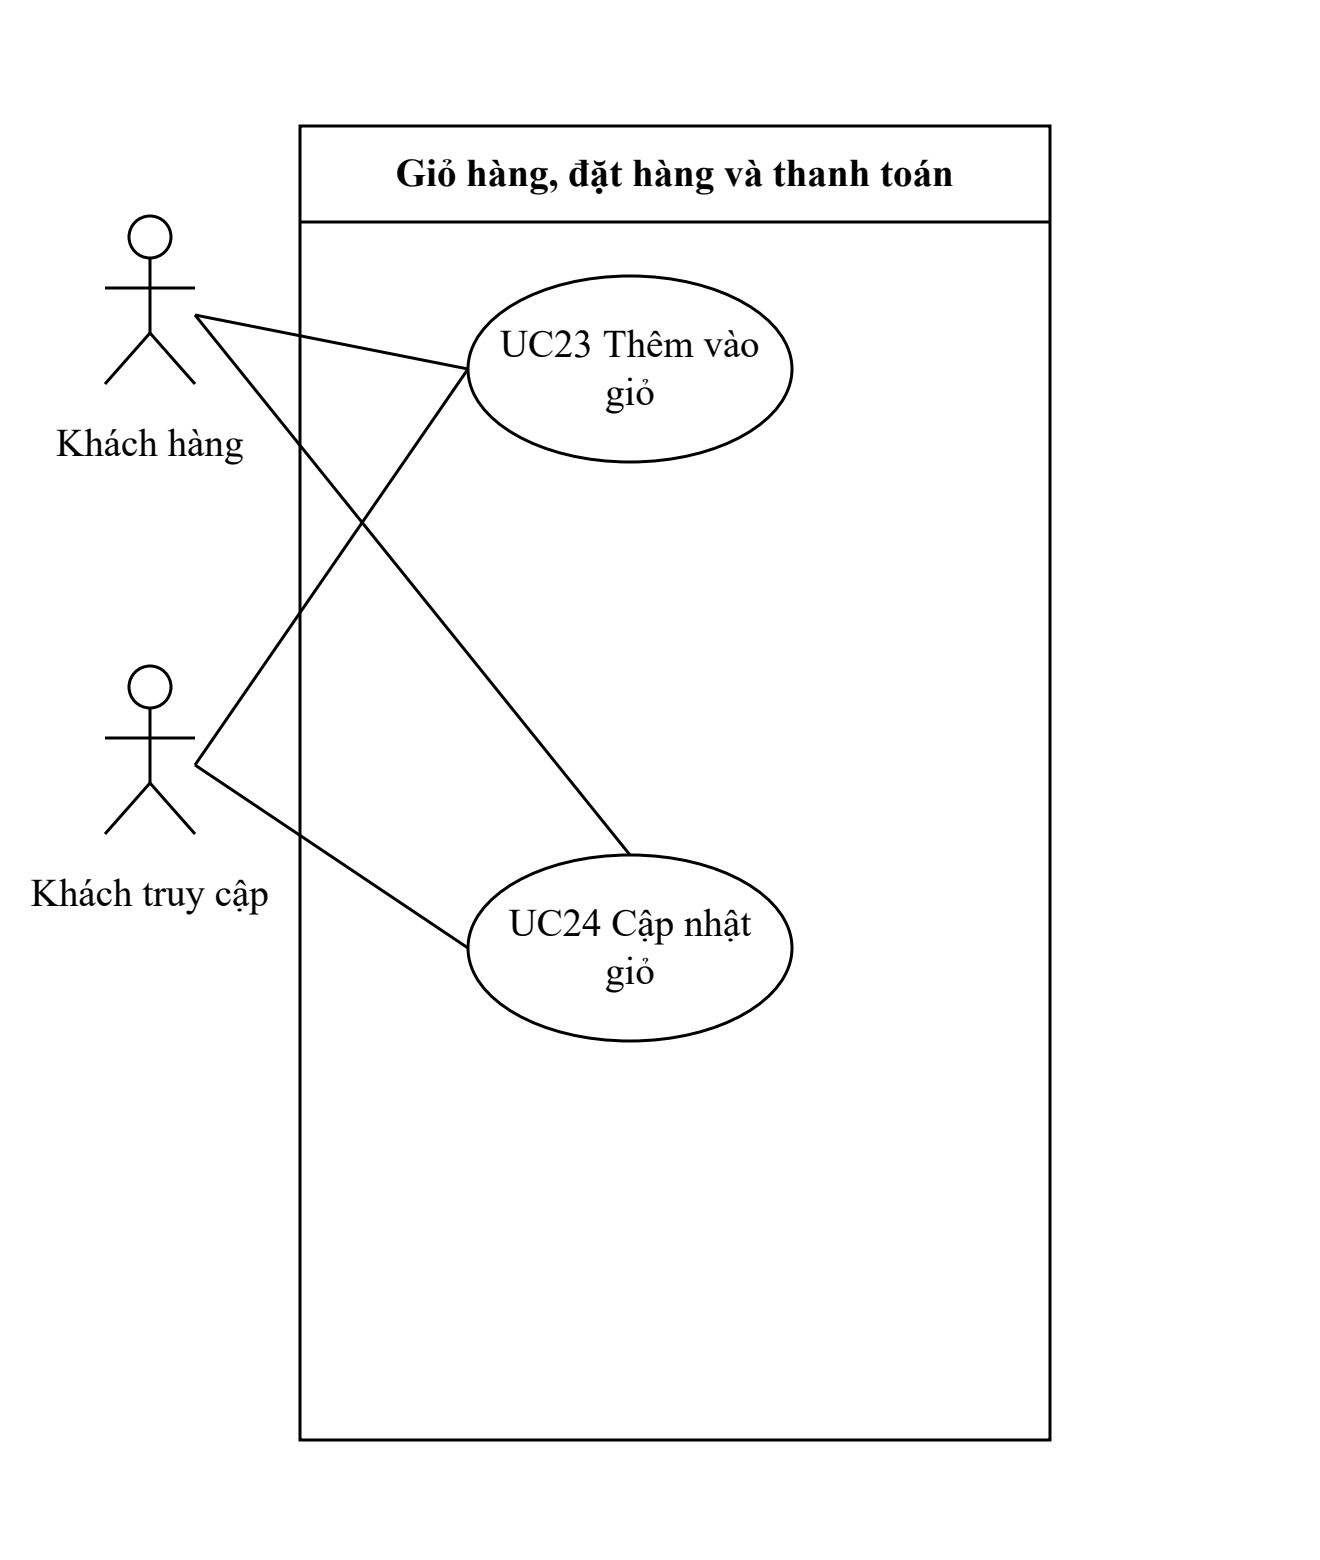 Giỏ hàng, đặt hàng và thanh toán
UC23 Thêm vào
giỏ
Khách hàng
Khách truy cập
UC24 Cập nhật
giỏ